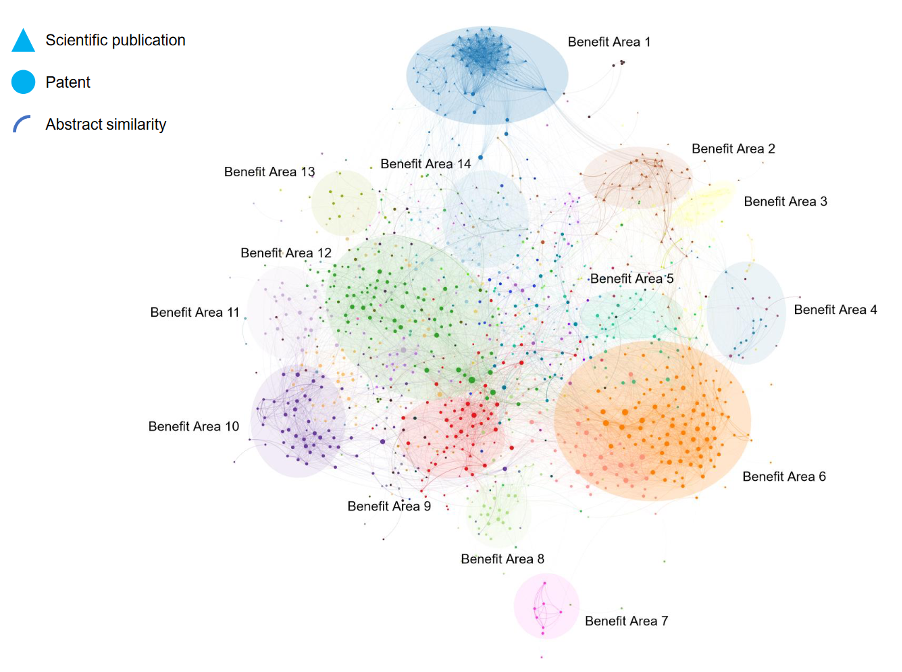 Scientific publication
Patent
Abstract similarity
Benefit Area 1
Benefit Area 2
Benefit Area 14
Benefit Area 13
Benefit Area 3
Benefit Area 12
Benefit Area 5
Benefit Area 11
Benefit Area 4
Benefit Area 10
Benefit Area 6
Benefit Area 9
Benefit Area 8
Benefit Area 7